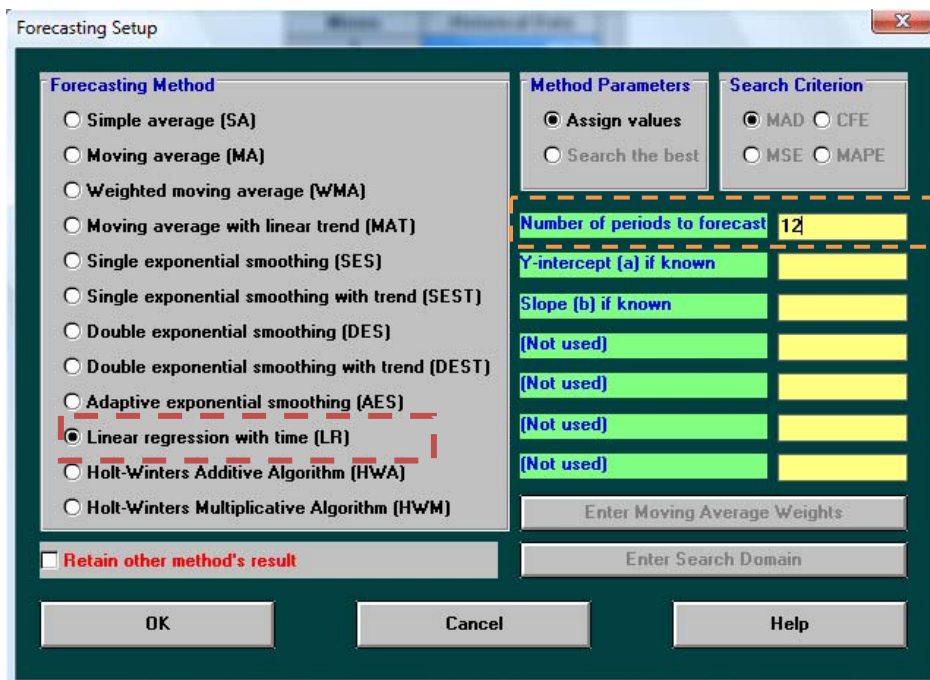 Forecasting Setup
Forecasting Method
Simple average (SA)
Moving average (MA)
Weighted moving average (WMA)
Moving average with linear trend (MAT)
Single exponential smoothing (SES)
Single exponential smoothing with trend (SEST)
Double exponential smoothing (DES)
Double exponential smoothing with trend (DEST)
Adaptive exponential smoothing (AES)
Linear regression with time (LR)
Holt-Winters Additive Algorithm (HWA)
Holt-Winters Multiplicative Algorithm (HWM)
Retain other method's result
Method Parameters
Assign values
Search the best
Search Criterion
MAD CFE
MSE MAPE
Number of periods to forecast 12
Y-intercept (a) if known
Slope (b) if known
(Not used)
(Not used)
(Not used)
(Not used)
Enter Moving Average Weights
Enter Search Domain
OK Cancel Help